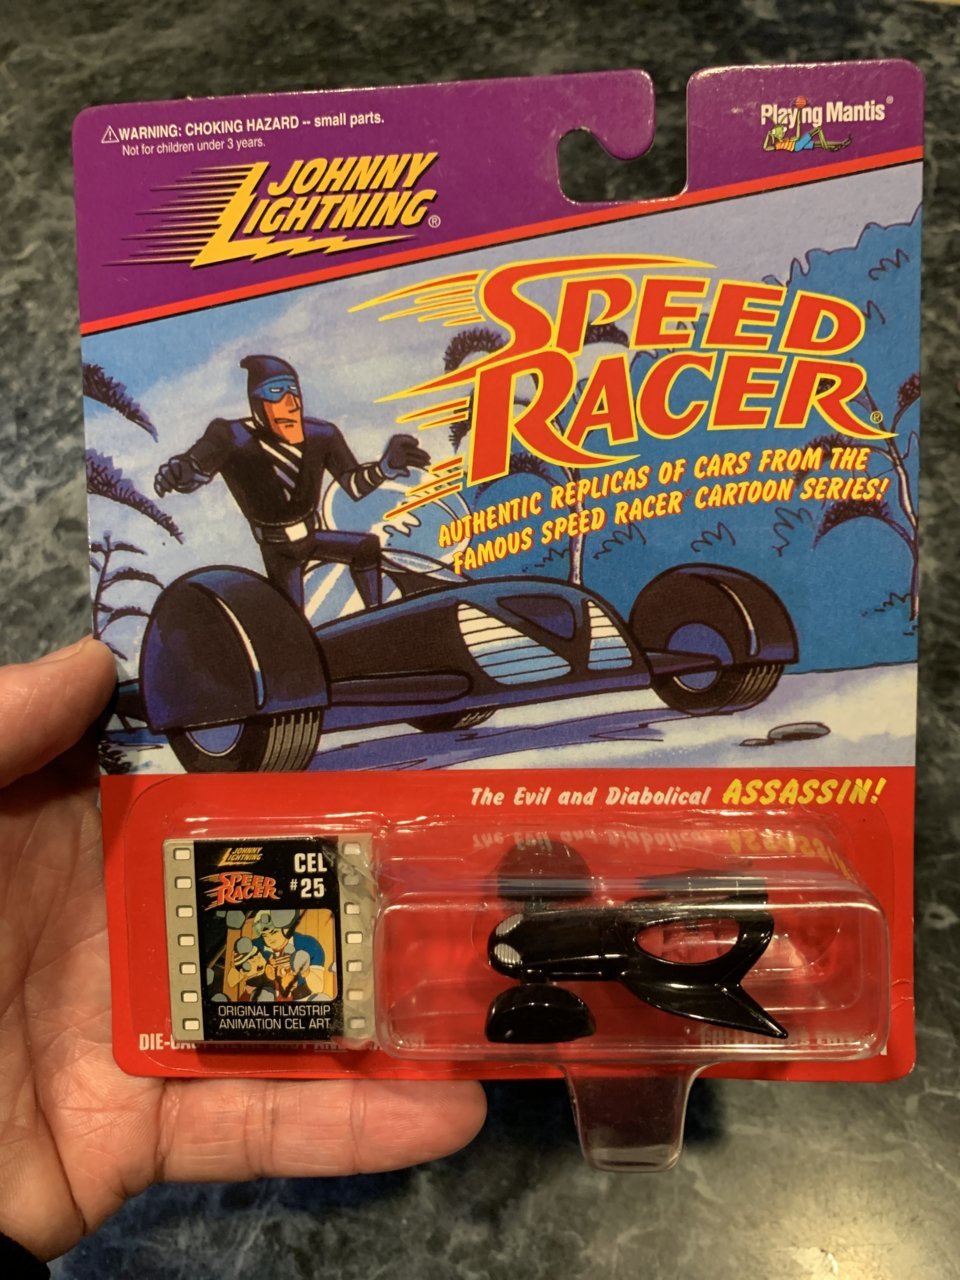 ⚠WARNING: CHOKING HAZARD -- small parts.
Not for children under 3 years.
Playing Mantis®
JOHNNY
LIGHTNING®
SPEED
RACER®
AUTHENTIC REPLICAS OF CARS FROM THE
FAMOUS SPEED RACER® CARTOON SERIES!
The Evil and Diabolical ASSASSIN!
JOHNNY
LIGHTNING
SPEED
RACER
CEL
#25
ORIGINAL FILMSTRIP
ANIMATION CEL ART